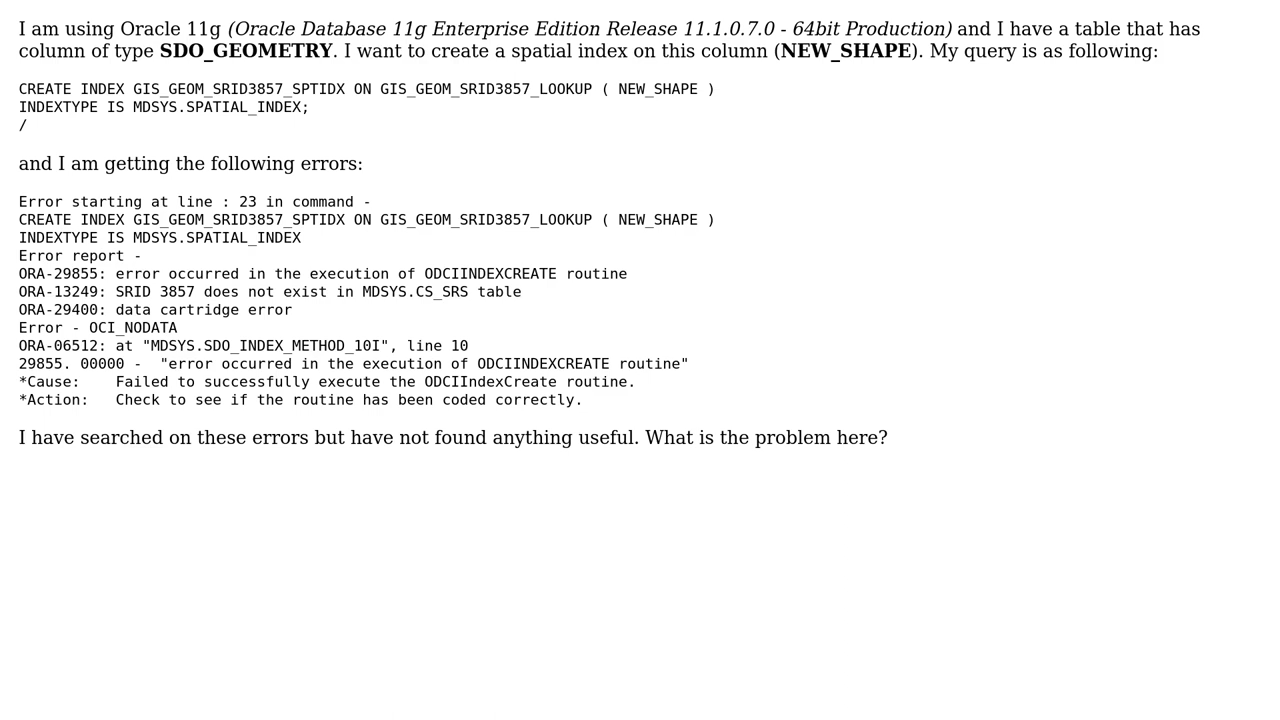 I am using Oracle 11g (Oracle Database 11g Enterprise Edition Release 11.1.0.7.0 - 64bit Production) and I have a table that has
column of type SDO_GEOMETRY. I want to create a spatial index on this column (NEW_SHAPE). My query is as following:
CREATE INDEX GIS_GEOM_SRID3857_SPTIDX ON GIS_GEOM_SRID3857_LOOKUP ( NEW_SHAPE )
INDEXTYPE IS MDSYS.SPATIAL_INDEX;
/
and I am getting the following errors:
Error starting at line : 23 in command -
CREATE INDEX GIS_GEOM_SRID3857_SPTIDX ON GIS_GEOM_SRID3857_LOOKUP ( NEW_SHAPE )
INDEXTYPE IS MDSYS.SPATIAL_INDEX
Error report -
ORA-29855: error occurred in the execution of ODCIINDEXCREATE routine
ORA-13249: SRID 3857 does not exist in MDSYS.CS_SRS table
ORA-29400: data cartridge error
Error - OCI_NODATA
ORA-06512: at "MDSYS.SDO_INDEX_METHOD_10I", line 10
29855. 00000 -  "error occurred in the execution of ODCIINDEXCREATE routine"
*Cause:    Failed to successfully execute the ODCIIndexCreate routine.
*Action:   Check to see if the routine has been coded correctly.
I have searched on these errors but have not found anything useful. What is the problem here?